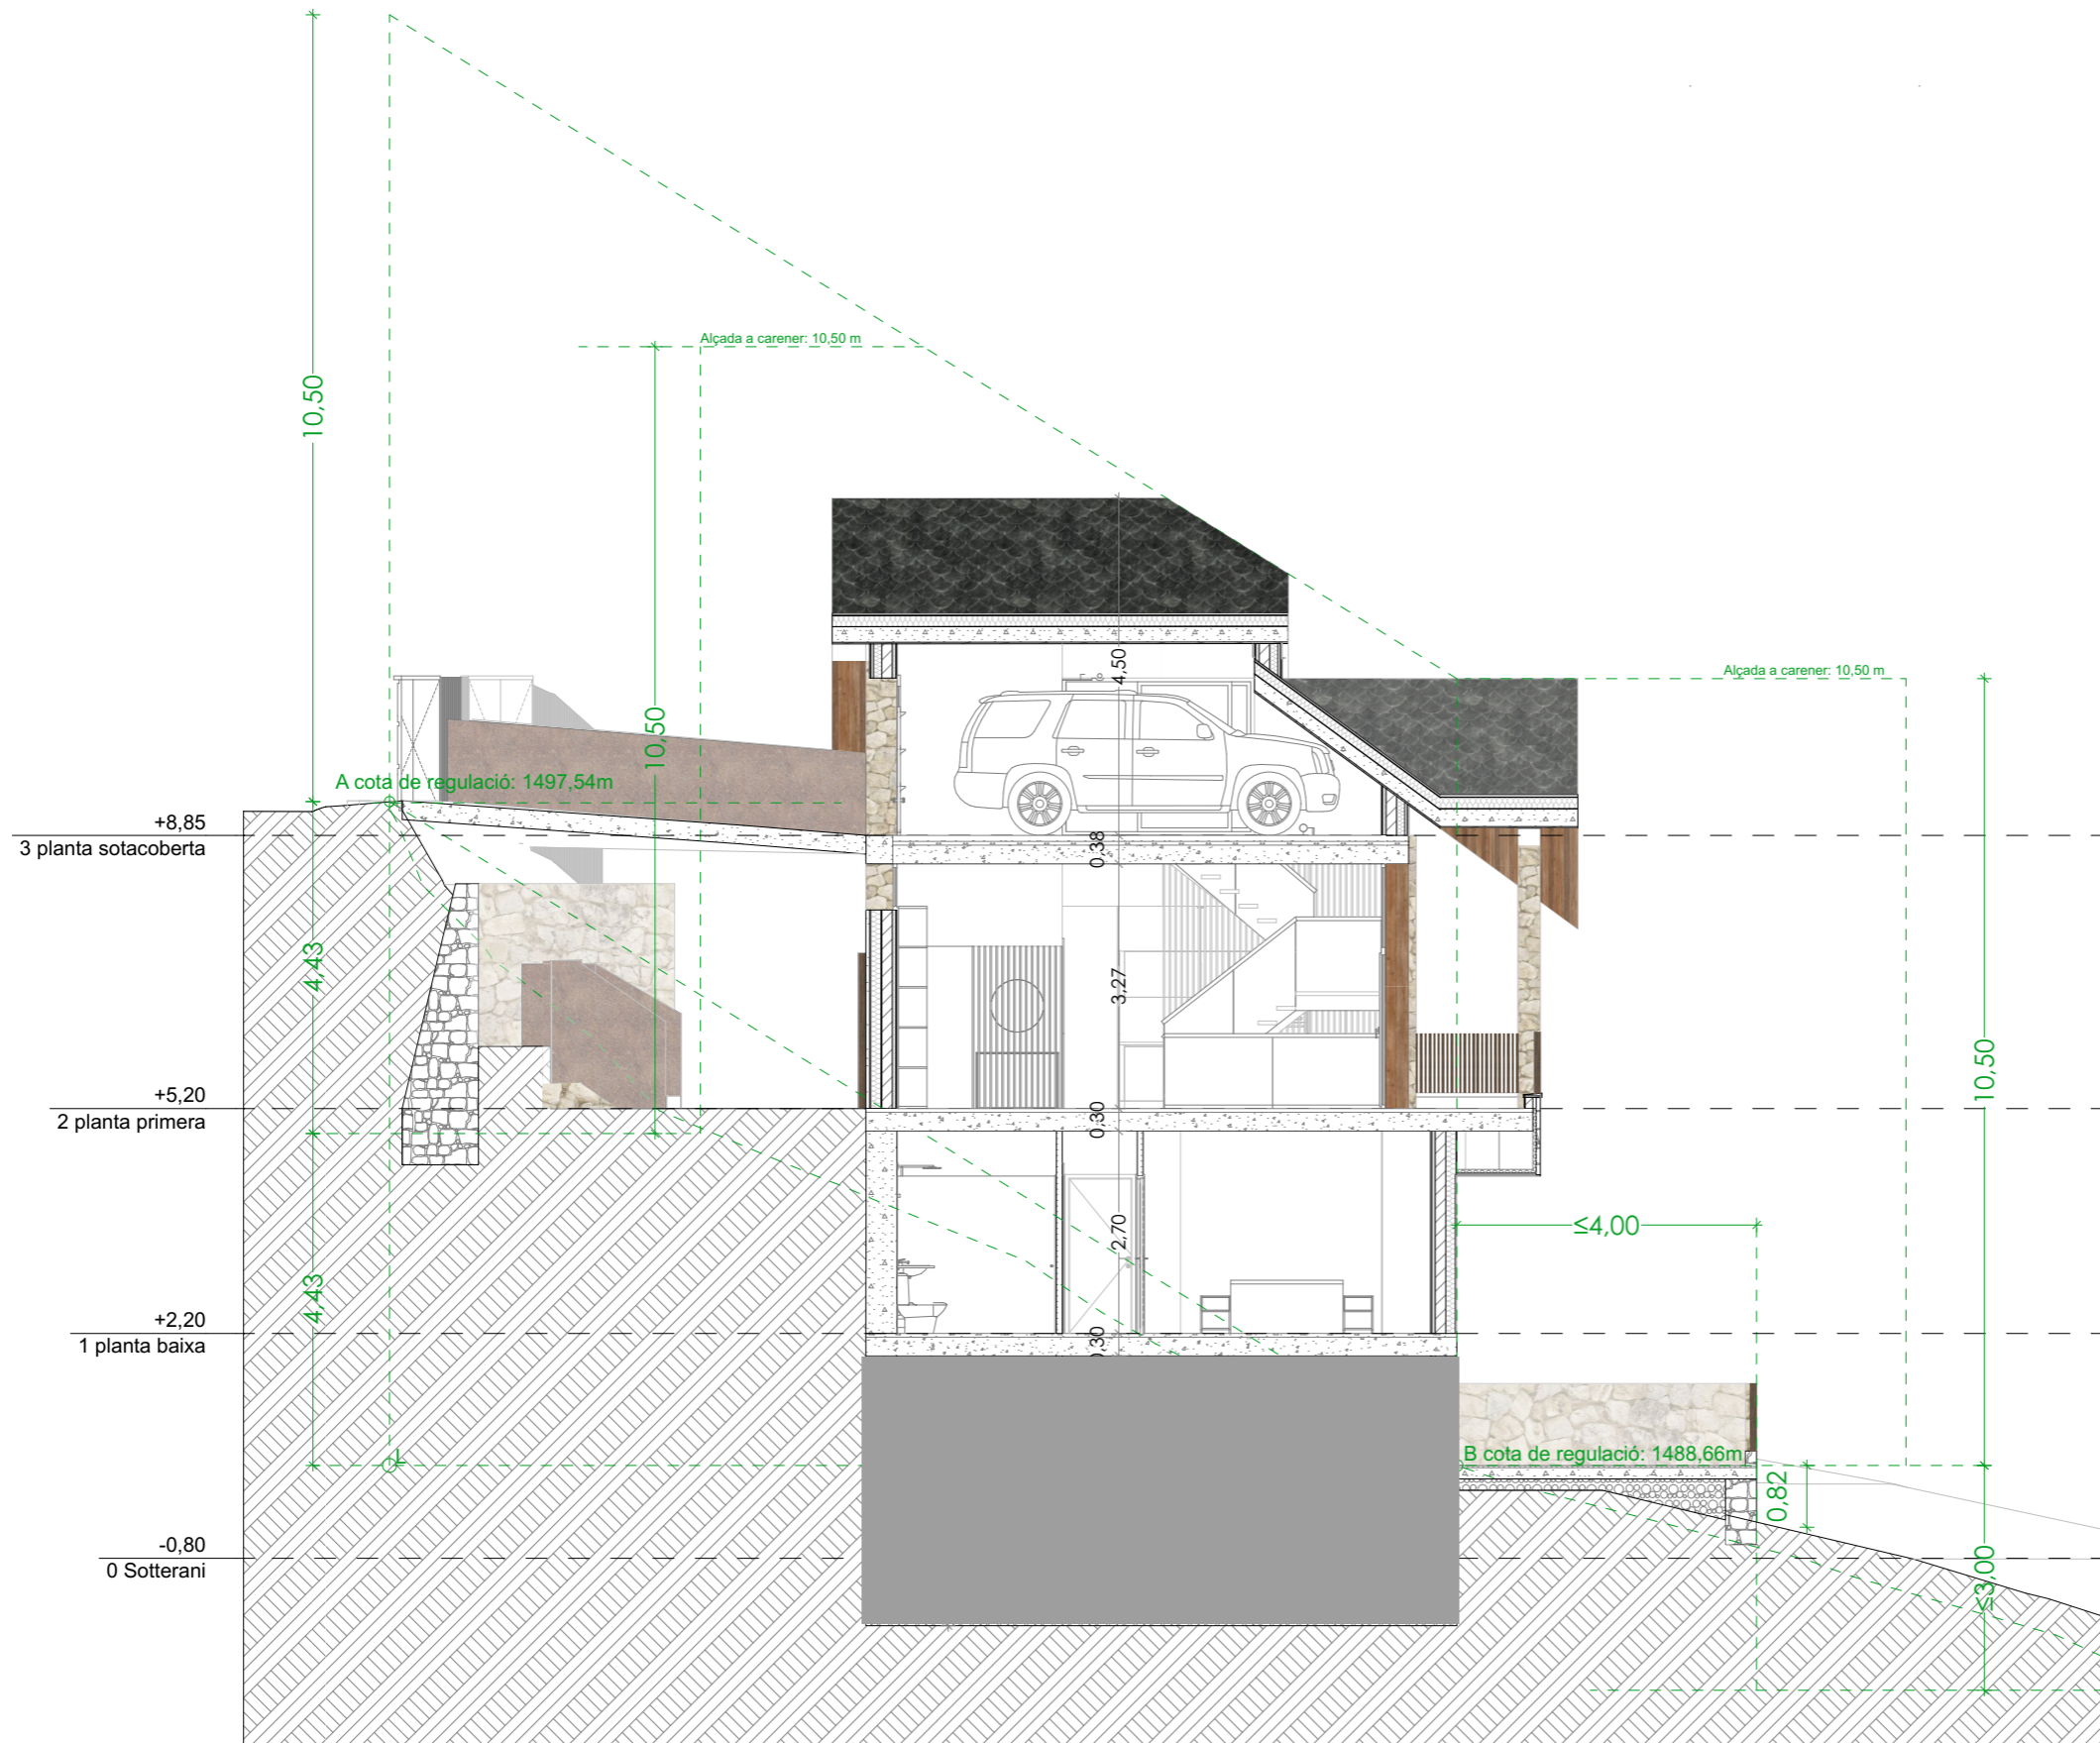 10,50
Alçada a carener: 10,50 m
4,50
Alçada a carener: 10,50 m
10,50
A cota de regulació: 1497,54m
+8,85
3 planta sotacoberta
0,38
4,43
3,27
10,50
+5,20
2 planta primera
0,30
≤4,00
2,70
4,43
+2,20
1 planta baixa
0,30
B cota de regulació: 1488,66m
0,82
-0,80
0 Sotterani
≤3,00